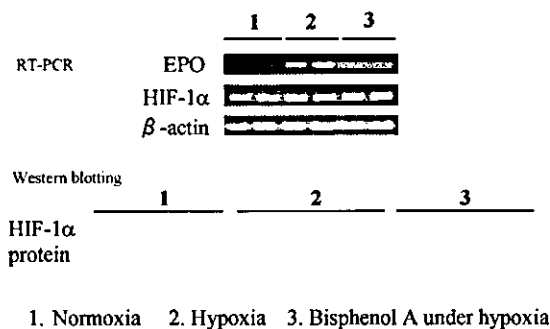 1 2 3
RT-PCR EPO
HIF-1α
β-actin
Western blotting
1 2 3
HIF-1α
protein
1. Normoxia 2. Hypoxia 3. Bisphenol A under hypoxia